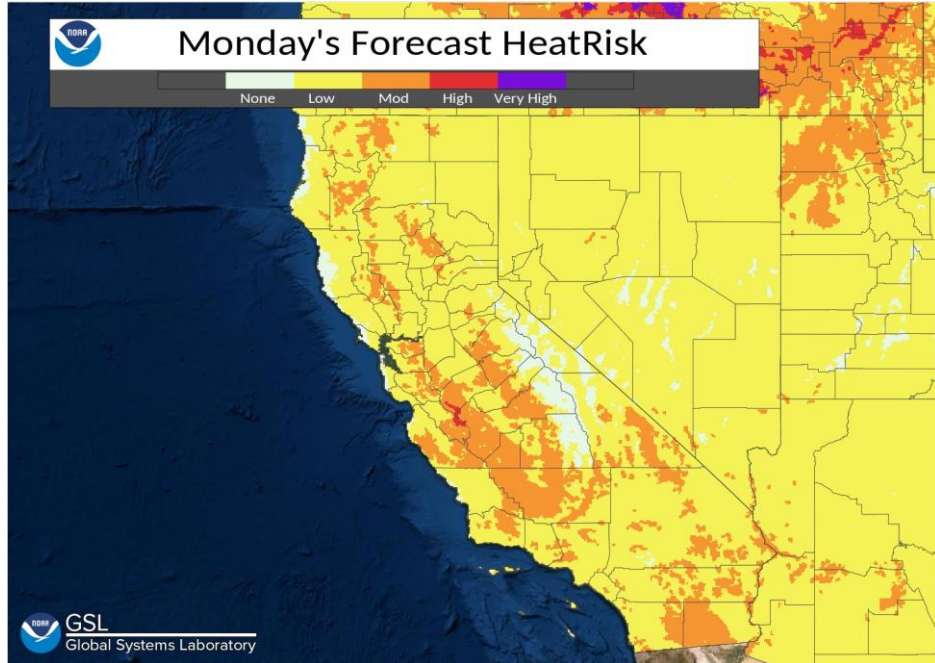 NOAA
Monday's Forecast HeatRisk
None Low Mod High Very High
NOAA
GSL
Global Systems Laboratory